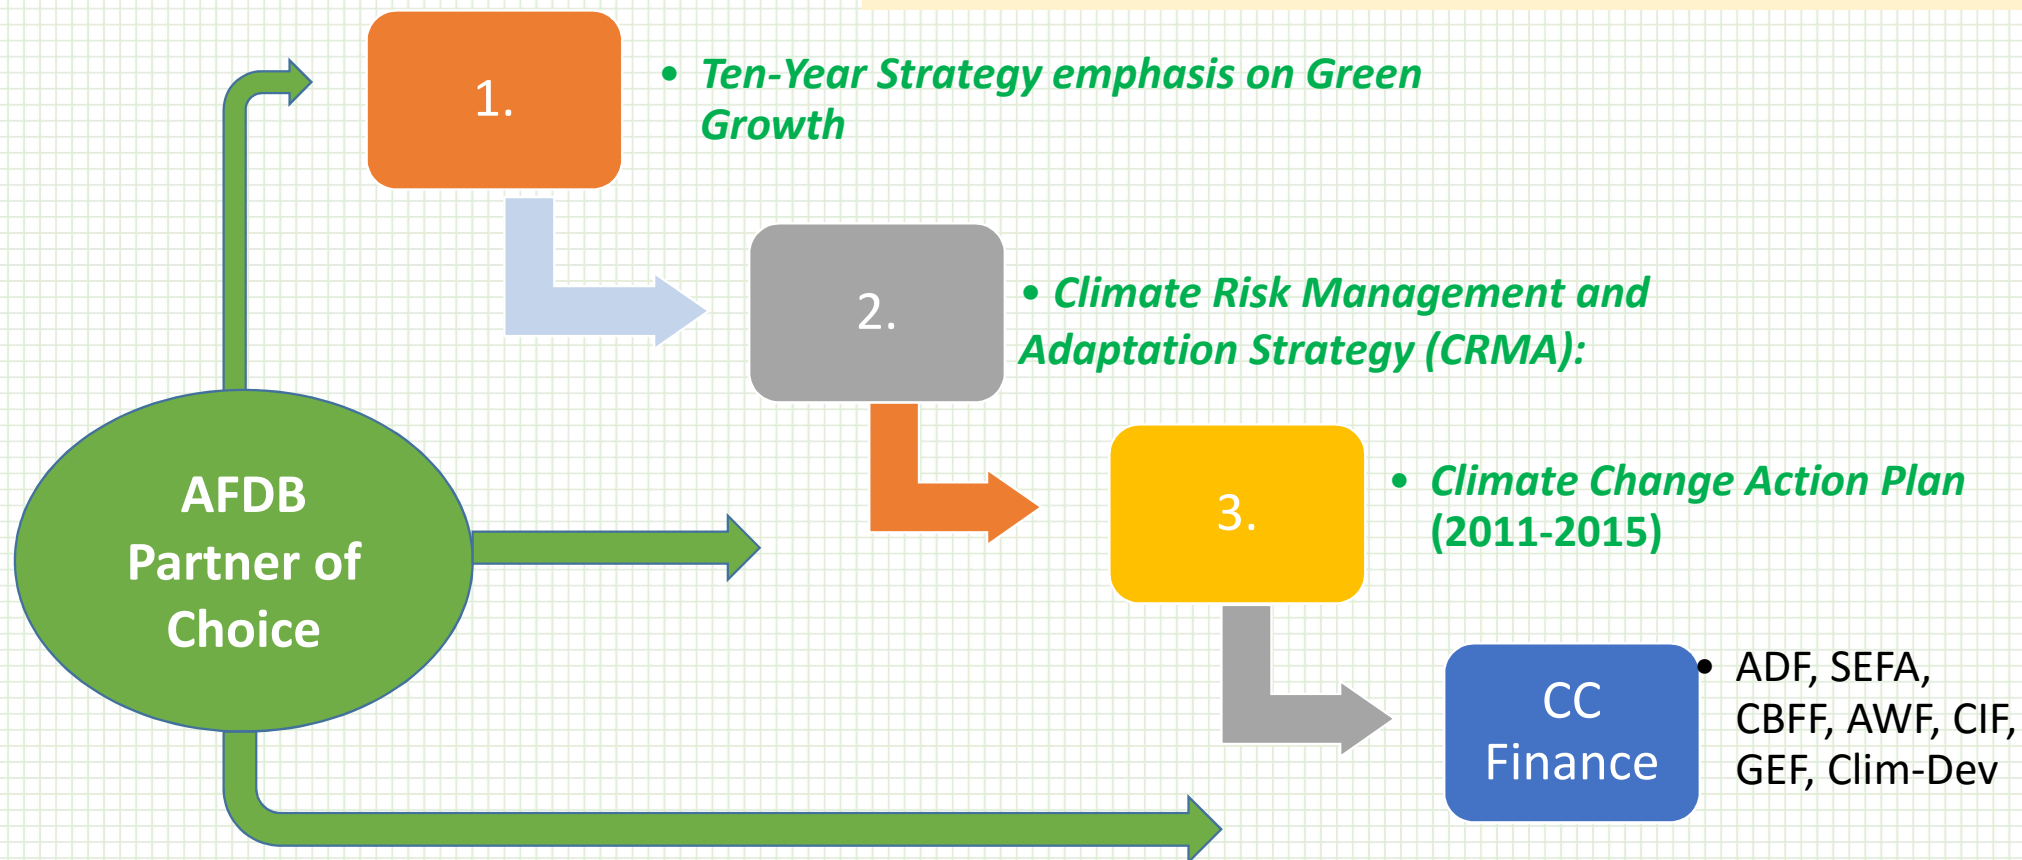 1.
• Ten-Year Strategy emphasis on Green
Growth
2.
• Climate Risk Management and
Adaptation Strategy (CRMA):
AFDB
Partner of
Choice
3.
• Climate Change Action Plan
(2011-2015)
CC
Finance
• ADF, SEFA,
CBFF, AWF, CIF,
GEF, Clim-Dev